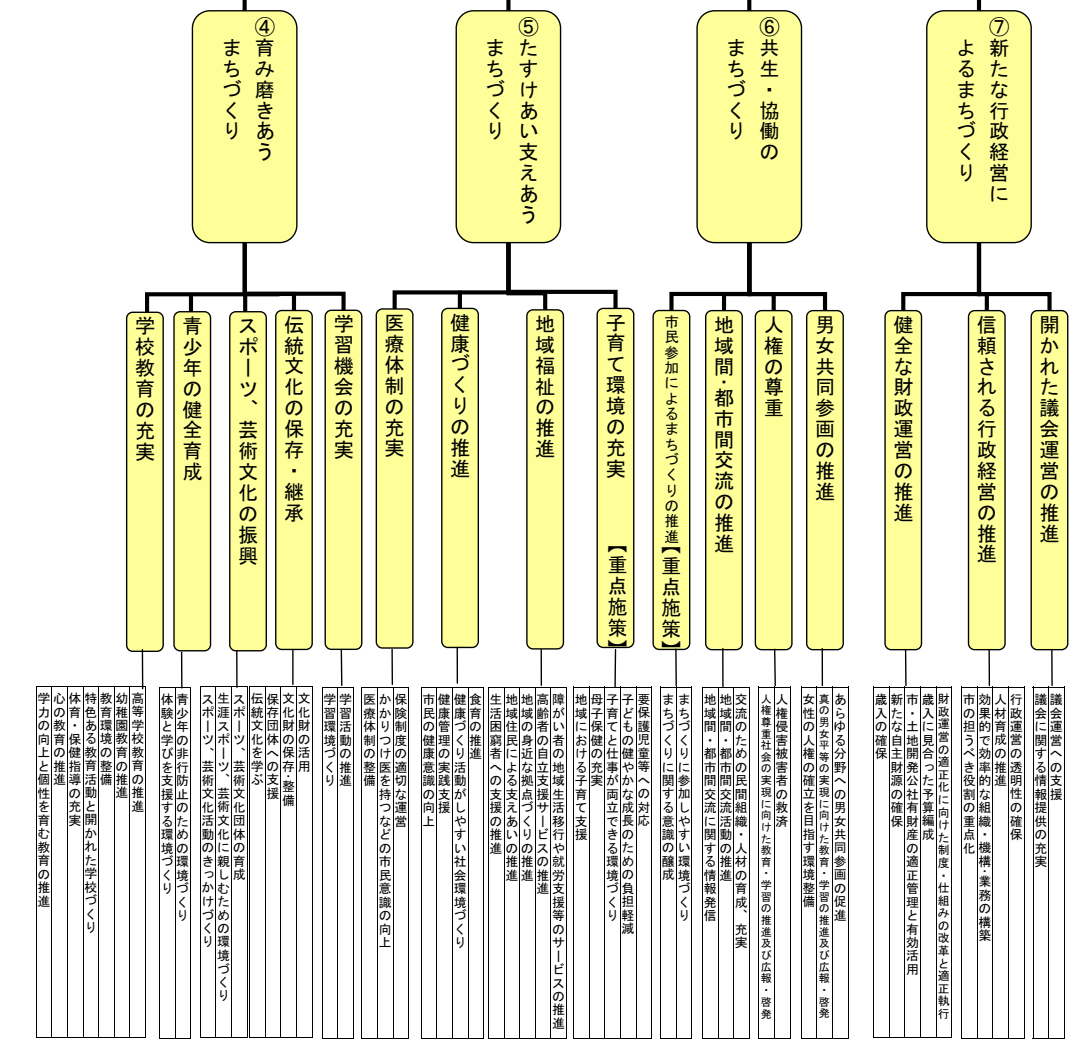 ④育み磨きあう
まちづくり
⑤たすけあい支えあう
まちづくり
⑥共生・協働の
まちづくり
⑦新たな行政経営に
よるまちづくり
学校教育の充実
青少年の健全育成
スポーツ、芸術文化の振興
伝統文化の保存・継承
学習機会の充実
医療体制の充実
健康づくりの推進
地域福祉の推進
子育て環境の充実 【重点施策】
市民参加によるまちづくりの推進【重点施策】
地域間・都市間交流の推進
人権の尊重
男女共同参画の推進
健全な財政運営の推進
信頼される行政経営の推進
開かれた議会運営の推進
高等学校教育の推進
幼稚園教育の推進
教育環境の整備
特色ある教育活動と開かれた学校づくり
体育・保健指導の充実
心の教育の推進
学力の向上と個性を育む教育の推進
青少年の非行防止のための環境づくり
体験と学びを支援する環境づくり
スポーツ、芸術文化団体の育成
生涯スポーツ、芸術文化に親しむための環境づくり
スポーツ、芸術文化活動のきっかけづくり
文化財の活用
文化財の保存・整備
保存団体への支援
伝統文化を学ぶ
学習活動の推進
学習環境づくり
保険制度の適切な運営
かかりつけ医を持つなどの市民意識の向上
医療体制の整備
食育の推進
健康づくり活動がしやすい社会環境づくり
健康管理の実践支援
市民の健康意識の向上
障がい者の地域生活移行や就労支援等のサービスの推進
高齢者の自立支援サービスの推進
地域の身近な拠点づくりの推進
地域住民による支えあいの推進
生活困窮者への支援の推進
要保護児童等への対応
子どもの健やかな成長のための負担軽減
子育てと仕事が両立できる環境づくり
母子保健の充実
地域における子育て支援
まちづくりに参加しやすい環境づくり
まちづくりに関する意識の醸成
交流のための民間組織・人材の育成、充実
地域間・都市間交流活動の推進
地域間・都市間交流に関する情報発信
人権侵害被害者の救済
人権尊重社会の実現に向けた教育・学習の推進及び広報・啓発
あらゆる分野への男女共同参画の促進
真の男女平等の実現に向けた教育・学習の推進及び広報・啓発
女性の人権の確立を目指す環境整備
財政運営の適正化に向けた制度・仕組みの改革と適正執行
歳入に見合った予算編成
市・土地開発公社有財産の適正管理と有効活用
新たな自主財源の確保
歳入の確保
行政運営の透明性の確保
人材育成の推進
効果的で効率的な組織・機構・業務の構築
市の担うべき役割の重点化
議会運営への支援
議会に関する情報提供の充実